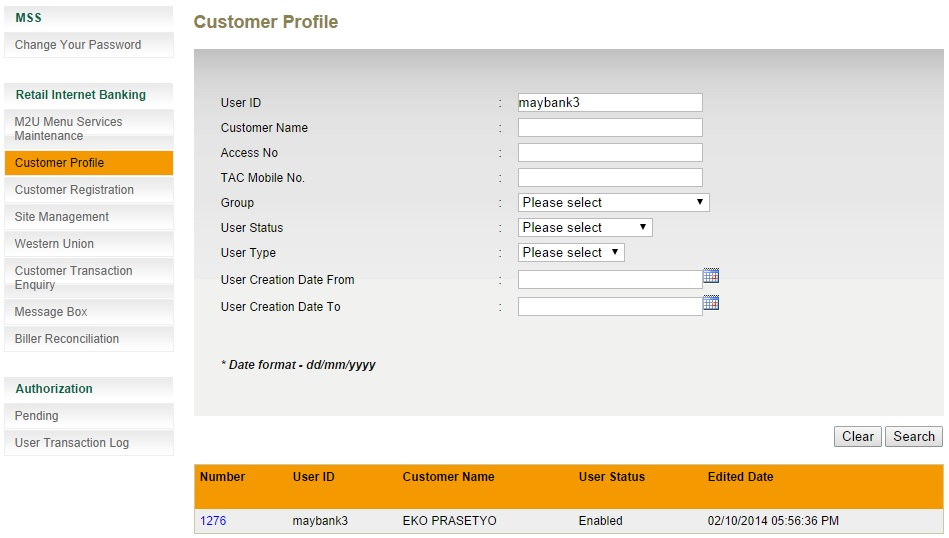 MSS
Change Your Password
Retail Internet Banking
M2U Menu Services
Maintenance
Customer Profile
Customer Registration
Site Management
Western Union
Customer Transaction
Enquiry
Message Box
Biller Reconciliation
Authorization
Pending
User Transaction Log
Customer Profile
User ID : maybank3
Customer Name :
Access No :
TAC Mobile No. :
Group : Please select
User Status : Please select
User Type : Please select
User Creation Date From :
User Creation Date To :
* Date format - dd/mm/yyyy
Clear Search
Number User ID Customer Name User Status Edited Date
1276 maybank3 EKO PRASETYO Enabled 02/10/2014 05:56:36 PM